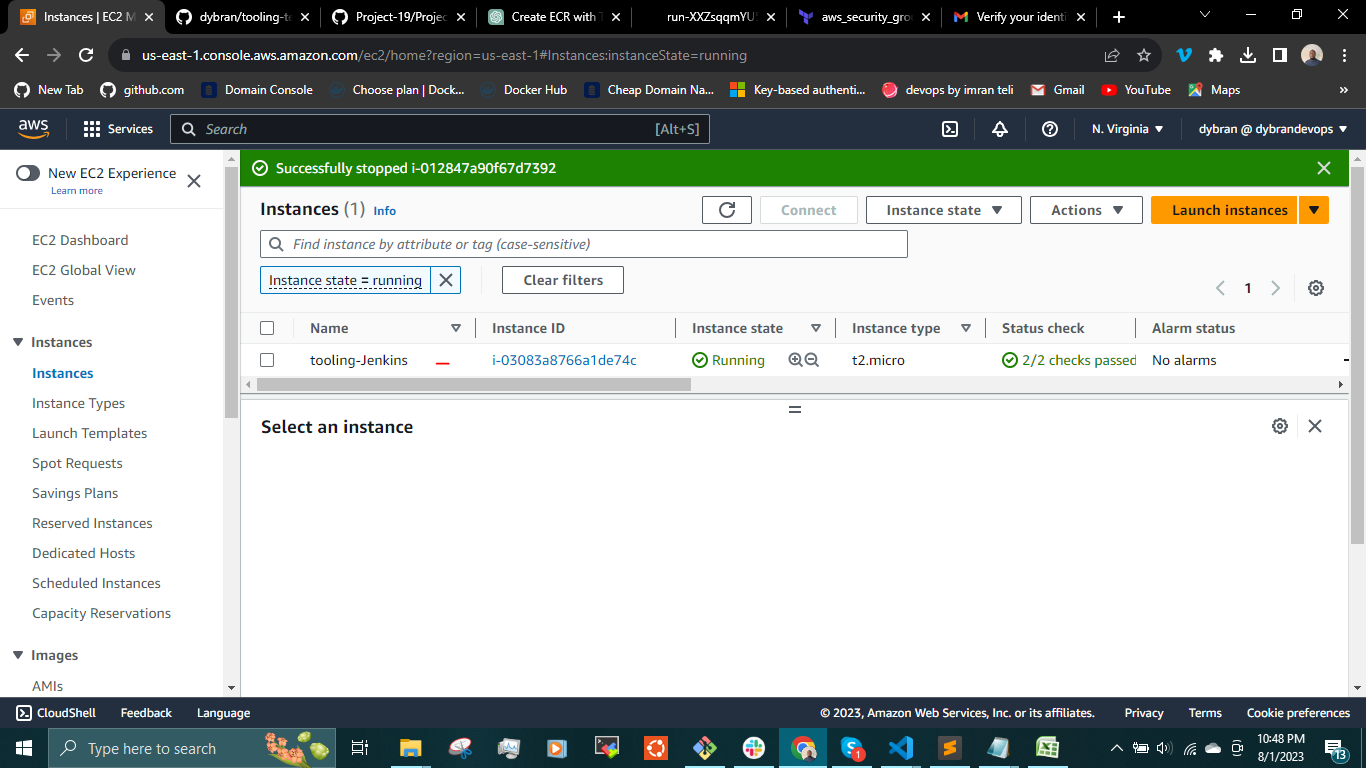 Instances | EC2 M
dybran/tooling-te
Project-19/Projec
Create ECR with T
run-XXZsqqmYU
aws_security_gro
Verify your identi
us-east-1.console.aws.amazon.com/ec2/home?region=us-east-1#Instances:instanceState=running
New Tab
github.com
Domain Console
Choose plan | Dock...
Docker Hub
Cheap Domain Na...
Key-based authenti...
devops by imran teli
Gmail
YouTube
Maps
»
aws
Services
Search
[Alt+S]
N. Virginia
dybran @ dybrandevops
New EC2 Experience
Learn more
EC2 Dashboard
EC2 Global View
Events
Instances
Instances
Instance Types
Launch Templates
Spot Requests
Savings Plans
Reserved Instances
Dedicated Hosts
Scheduled Instances
Capacity Reservations
Images
AMIs
Successfully stopped i-012847a90f67d7392
Instances (1) Info
Connect
Instance state
Actions
Launch instances
Find instance by attribute or tag (case-sensitive)
Instance state = running
Clear filters
1
Name
Instance ID
Instance state
Instance type
Status check
Alarm status
tooling-Jenkins
i-03083a8766a1de74c
Running
t2.micro
2/2 checks passed
No alarms
Select an instance
CloudShell
Feedback
Language
© 2023, Amazon Web Services, Inc. or its affiliates.
Privacy
Terms
Cookie preferences
Type here to search
1
10:48 PM
8/1/2023
13